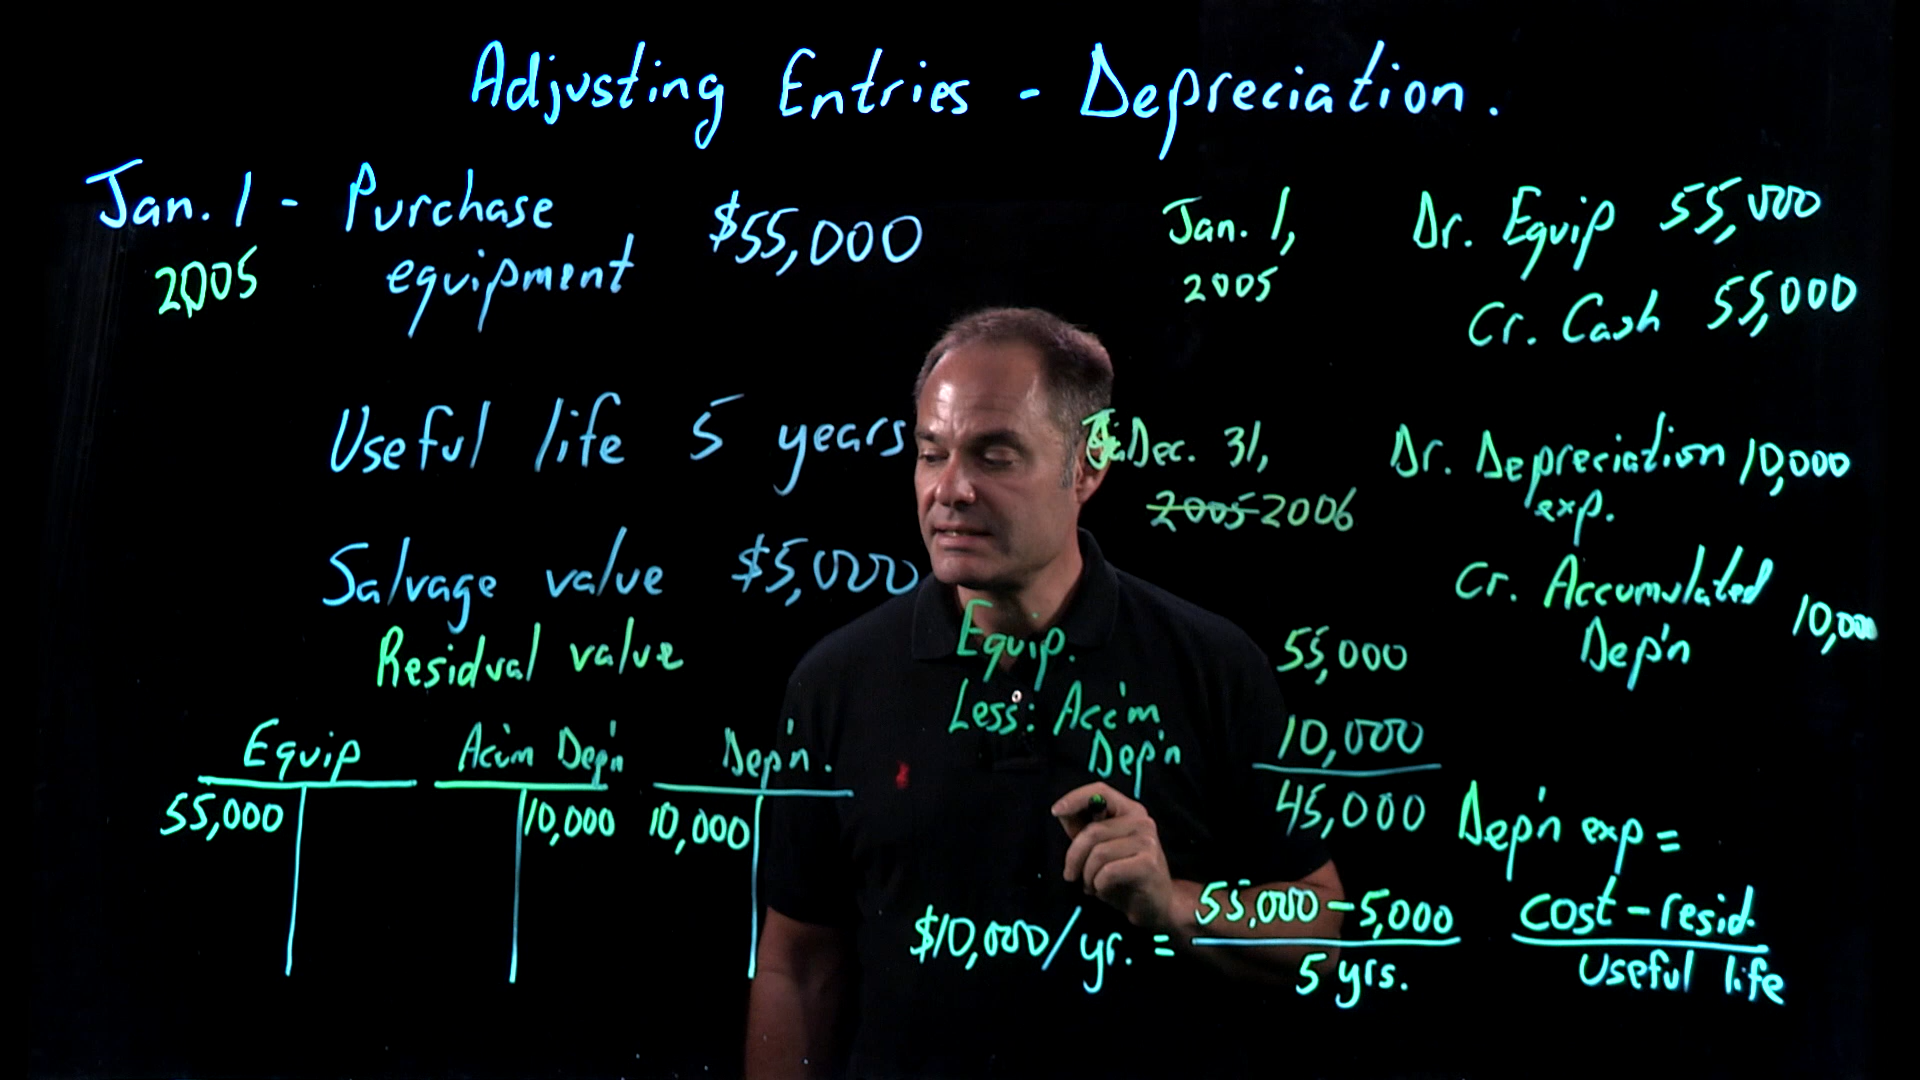 Adjusting Entries - Depreciation.
Jan. 1 - Purchase
2005
equipment
$55,000
Useful life 5 years
Salvage value $5,000
Residual value
Equip
55,000
Acc'm Dep'n
10,000
Dep'n.
10,000
Jan. 1,
2005
Dr. Equip 55,000
Cr. Cash 55,000
Dec. 31,
2005 2006
Dr. Depreciation 10,000
exp.
Cr. Accumulated
Dep'n
10,000
Equip. 55,000
Less: Acc'm
Dep'n
10,000
45,000
Dep'n exp =
cost - resid.
useful life
$10,000/yr. =
55,000 - 5,000
5 yrs.